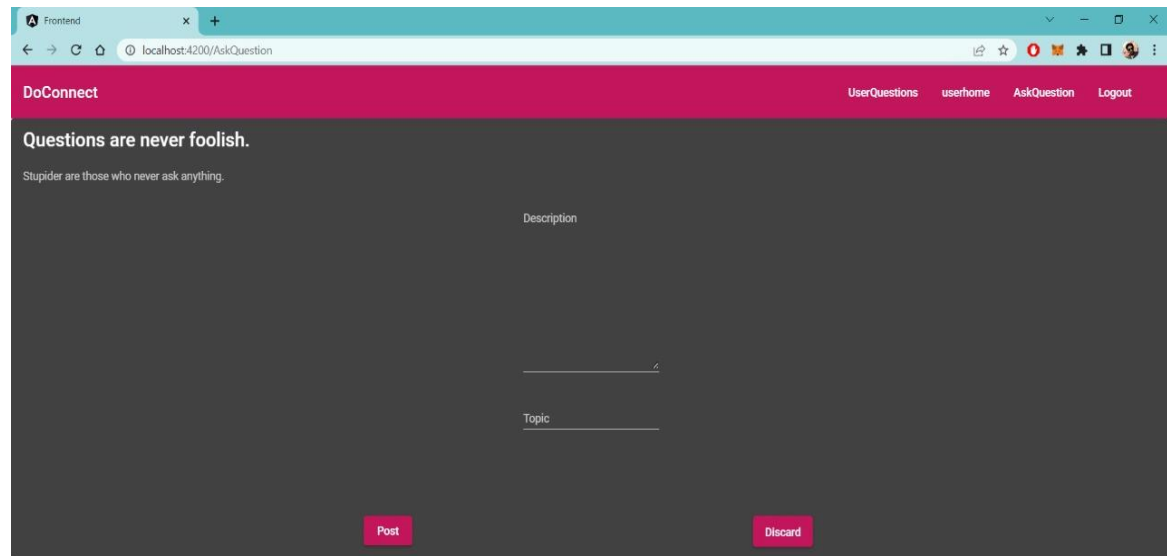 Frontend
localhost:4200/AskQuestion
DoConnect UserQuestions userhome AskQuestion Logout
Questions are never foolish.
Stupider are those who never ask anything.
Description
Topic
Post Discard